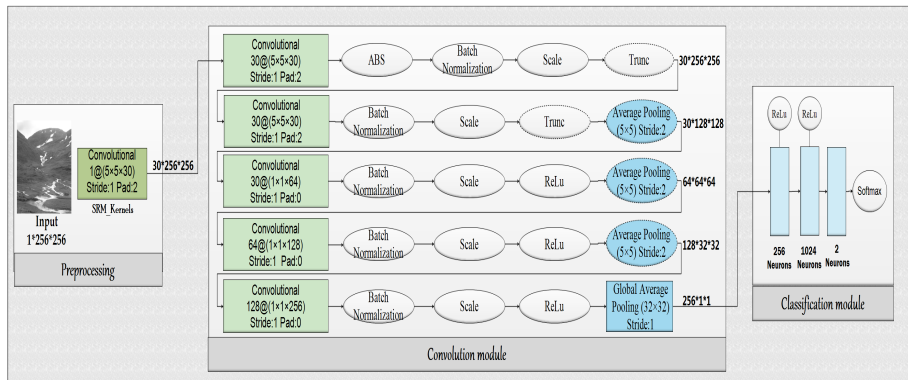 Convolutional
1@(5×5×30)
Stride:1 Pad:2
SRM_Kernels
Input
1*256*256
Preprocessing
30*256*256
Convolutional
30@(5×5×30)
Stride:1 Pad:2
ABS
Batch
Normalization
Scale
Trunc
30*256*256
Convolutional
30@(5×5×30)
Stride:1 Pad:2
Batch
Normalization
Scale
Trunc
Average Pooling
(5×5) Stride:2
30*128*128
Convolutional
30@(1×1×64)
Stride:1 Pad:0
Batch
Normalization
Scale
ReLu
Average Pooling
(5×5) Stride:2
64*64*64
Convolutional
64@(1×1×128)
Stride:1 Pad:0
Batch
Normalization
Scale
ReLu
Average Pooling
(5×5) Stride:2
128*32*32
Convolutional
128@(1×1×256)
Stride:1 Pad:0
Batch
Normalization
Scale
ReLu
Global Average
Pooling (32×32)
Stride:1
256*1*1
Convolution module
ReLu
ReLu
Softmax
256
Neurons
1024
Neurons
2
Neurons
Classification module